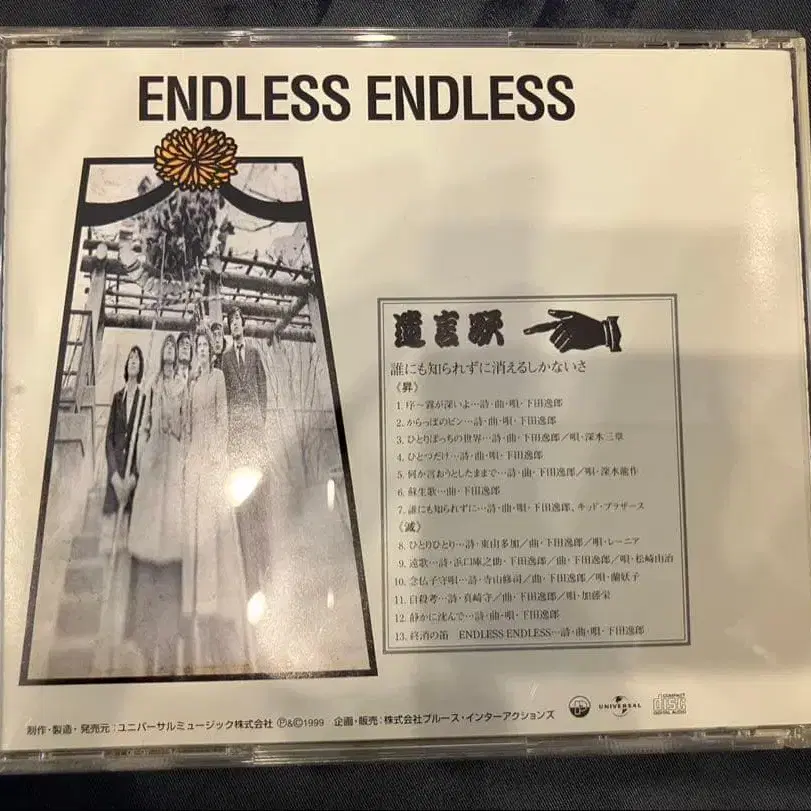 ENDLESS ENDLESS
遺言歌
誰にも知られずに消えるしかないさ
《昇》
1. 序〜霧が深いよ…詩・曲・唄・下田逸郎
2. からっぽのビン…詩・曲・唄・下田逸郎
3. ひとりぼっちの世界…詩・曲・下田逸郎/唄・深水三章
4. ひとつだけ…詩・曲・唄・下田逸郎
5. 何か言おうとしたままで…詩・曲・下田逸郎/唄・深水龍作
6. 蘇生歌…曲・下田逸郎
7. 誰にも知られずに…詩・曲・唄・下田逸郎、キッド・ブラザース
《滅》
8. ひとりひとり…詩・東由多加/曲・下田逸郎/唄・レーニア
9. 遠歌…詩・浜口庫之助・下田逸郎/曲・下田逸郎/唄・松崎由治
10. 念仏子守唄…詩・寺山修司/曲・下田逸郎/唄・蘭妖子
11. 自殺考…詩・真崎守/曲・下田逸郎/唄・加藤栄
12. 静かに沈んで…詩・曲・唄・下田逸郎
13. 終消の笛 ENDLESS ENDLESS…詩・曲・唄・下田逸郎
制作・製造・発売元:ユニバーサルミュージック株式会社 Ⓟ&©1999 企画・販売:株式会社ブルース・インターアクションズ
UNIVERSAL
COMPACT
disc
DIGITAL AUDIO